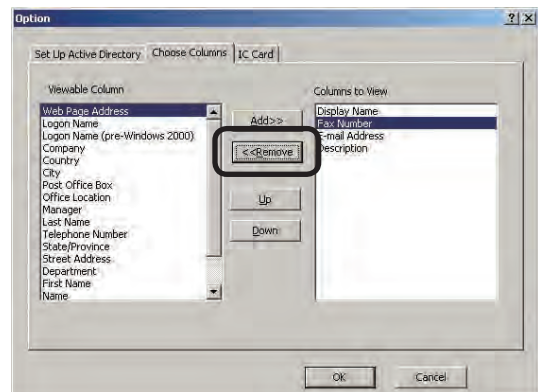 Option
Set Up Active Directory
Choose Columns
IC Card
Viewable Column
Web Page Address
Logon Name
Logon Name (pre-Windows 2000)
Company
Country
City
Post Office Box
Office Location
Manager
Last Name
Telephone Number
State/Province
Street Address
Department
First Name
Name
Add>>
<<Remove
Up
Down
Columns to View
Display Name
Fax Number
E-mail Address
Description
OK
Cancel